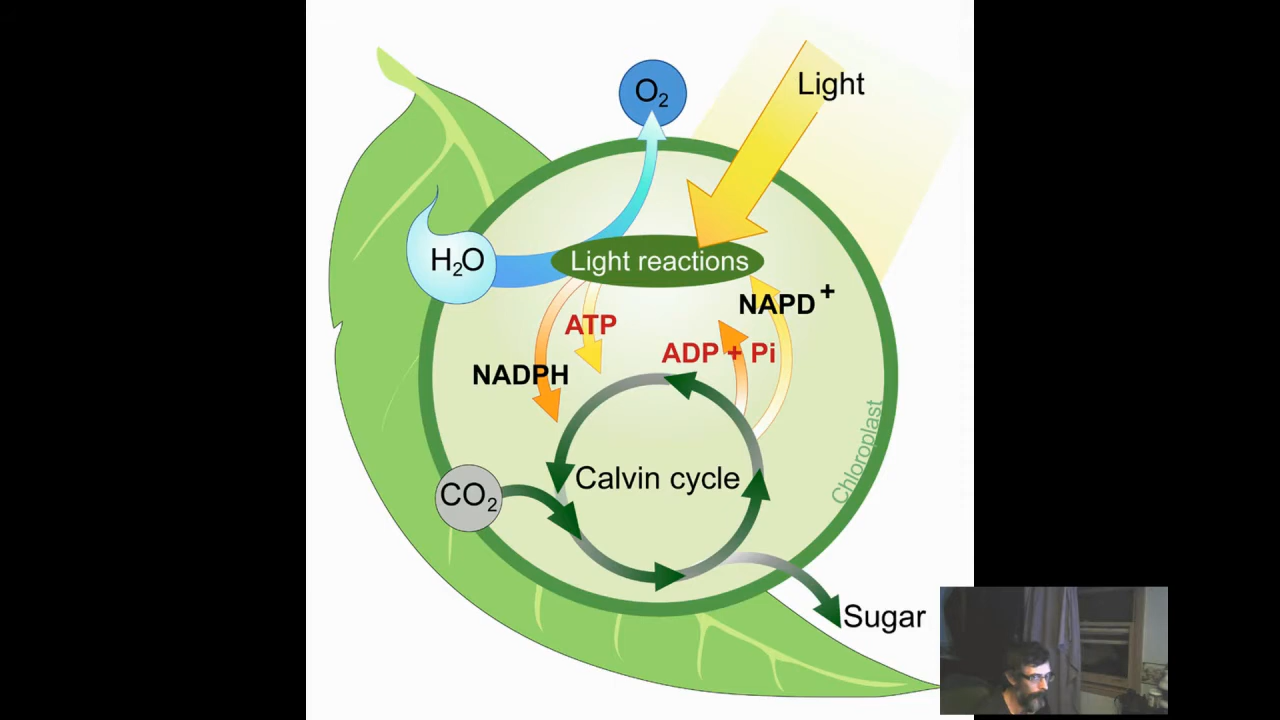 O₂
Light
H₂O
Light reactions
NAPD⁺
ATP
ADP + Pi
NADPH
Chloroplast
Calvin cycle
CO₂
Sugar